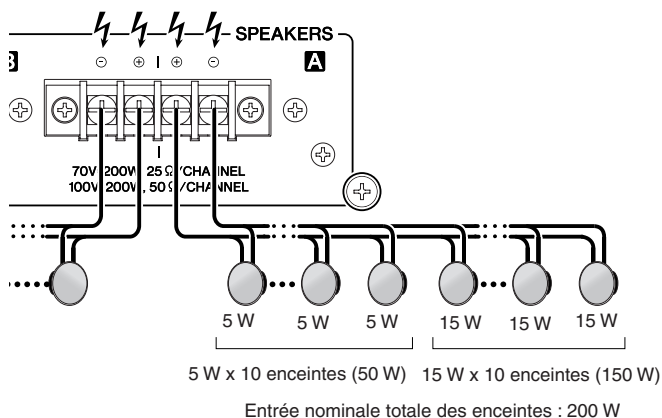 SPEAKERS
⊖ ⊕ ⊕ ⊖
B A
70V 200W, 25 Ω/CHANNEL
100V 200W, 50 Ω/CHANNEL
5 W 5 W 5 W 15 W 15 W 15 W
5 W x 10 enceintes (50 W) 15 W x 10 enceintes (150 W)
Entrée nominale totale des enceintes : 200 W